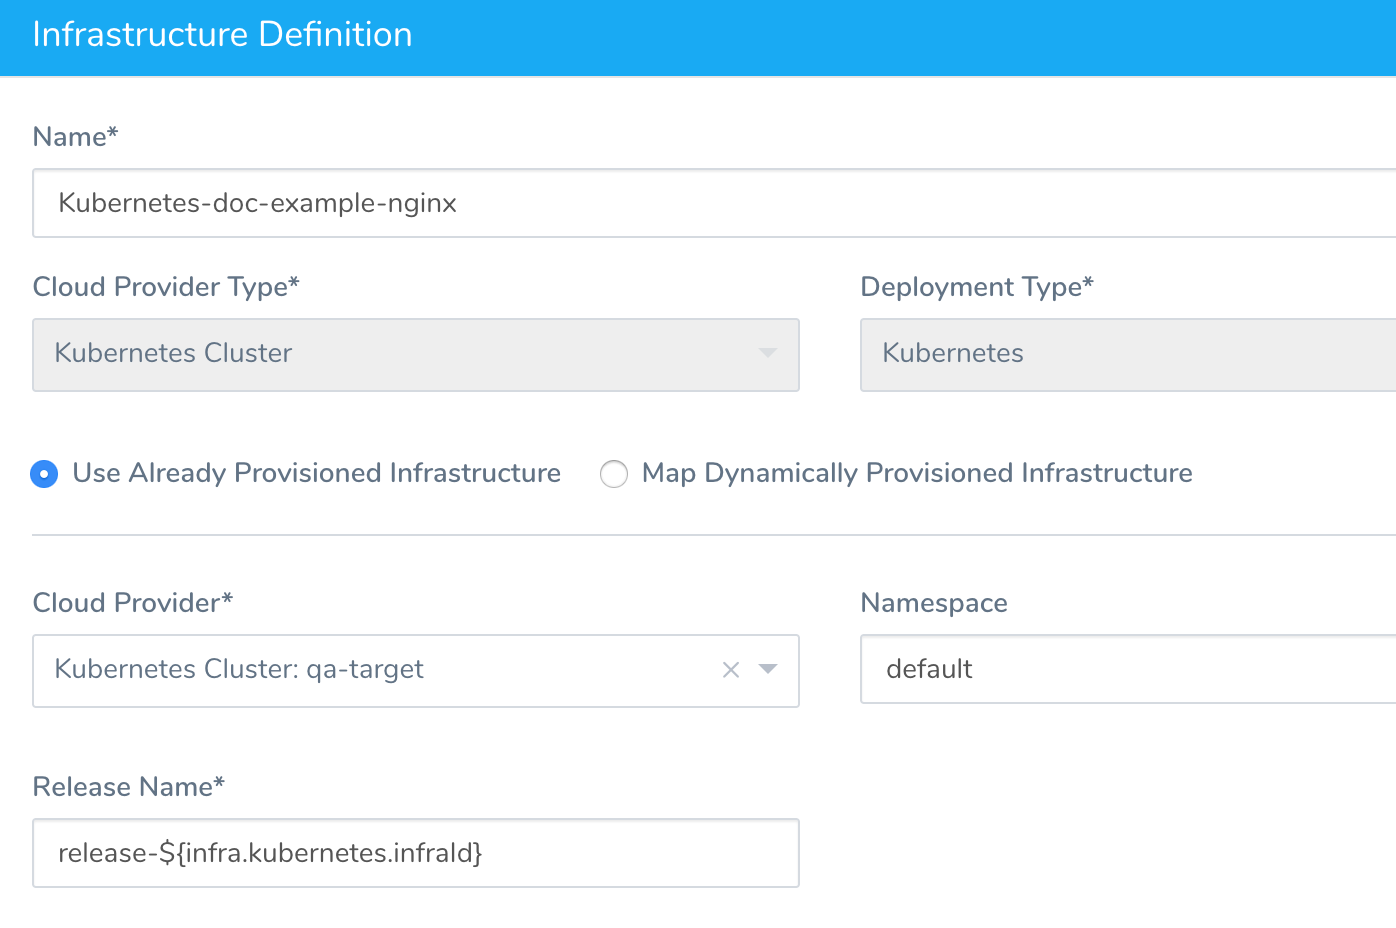 Infrastructure Definition
Name*
Kubernetes-doc-example-nginx
Cloud Provider Type*
Deployment Type*
Kubernetes Cluster
Kubernetes
Use Already Provisioned Infrastructure
Map Dynamically Provisioned Infrastructure
Cloud Provider*
Namespace
Kubernetes Cluster: qa-target
default
Release Name*
release-${infra.kubernetes.infraId}